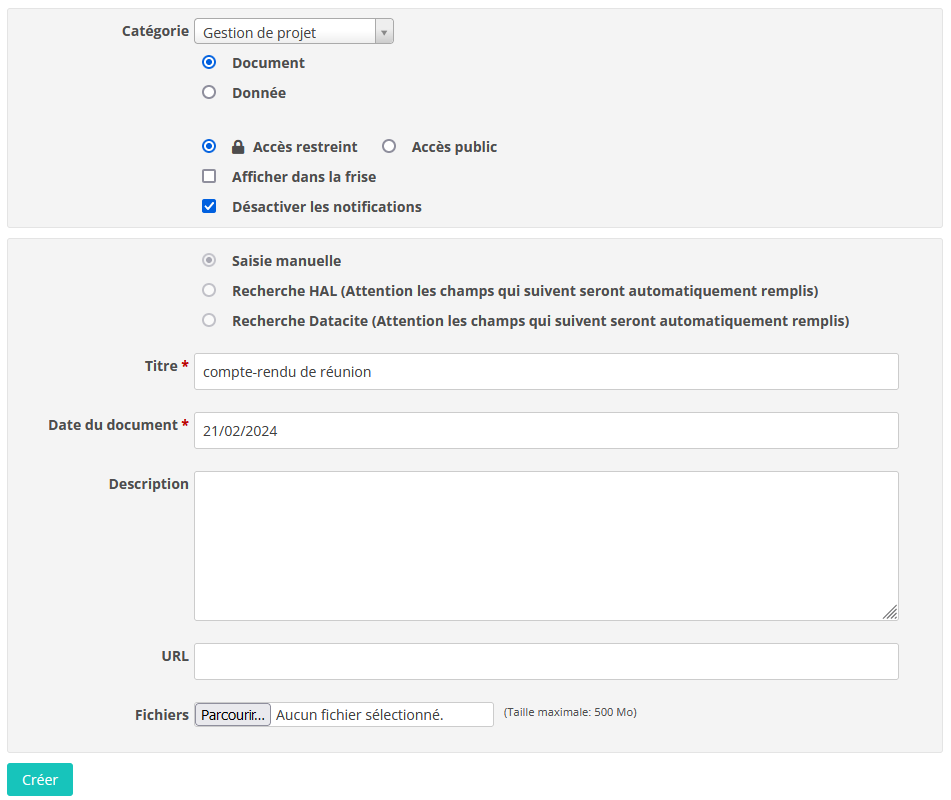 Catégorie Gestion de projet
Document
Donnée
Accès restreint Accès public
Afficher dans la frise
Désactiver les notifications
Saisie manuelle
Recherche HAL (Attention les champs qui suivent seront automatiquement remplis)
Recherche Datacite (Attention les champs qui suivent seront automatiquement remplis)
Titre * compte-rendu de réunion
Date du document * 21/02/2024
Description
URL
Fichiers Parcourir... Aucun fichier sélectionné. (Taille maximale: 500 Mo)
Créer